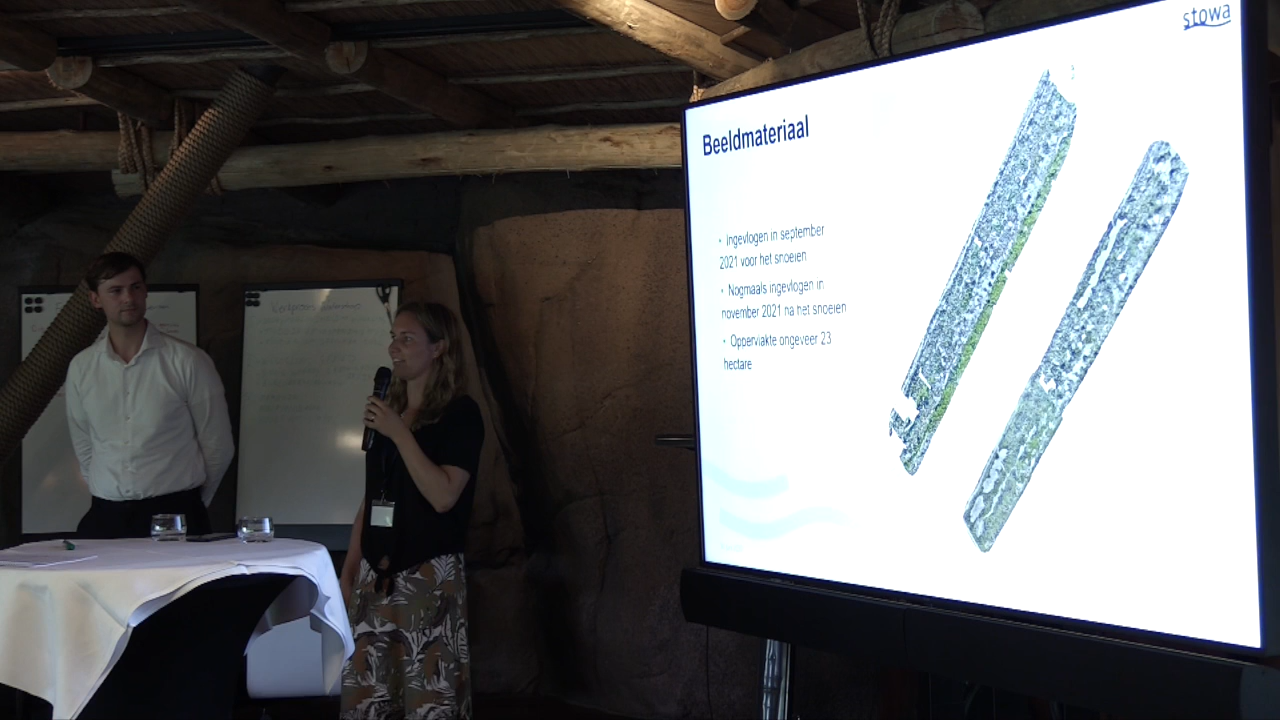 stowa
Beeldmateriaal
• Ingevlogen in september
2021 voor het snoeien
• Nogmaals ingevlogen in
november 2021 na het snoeien
• Oppervlakte ongeveer 23
hectare